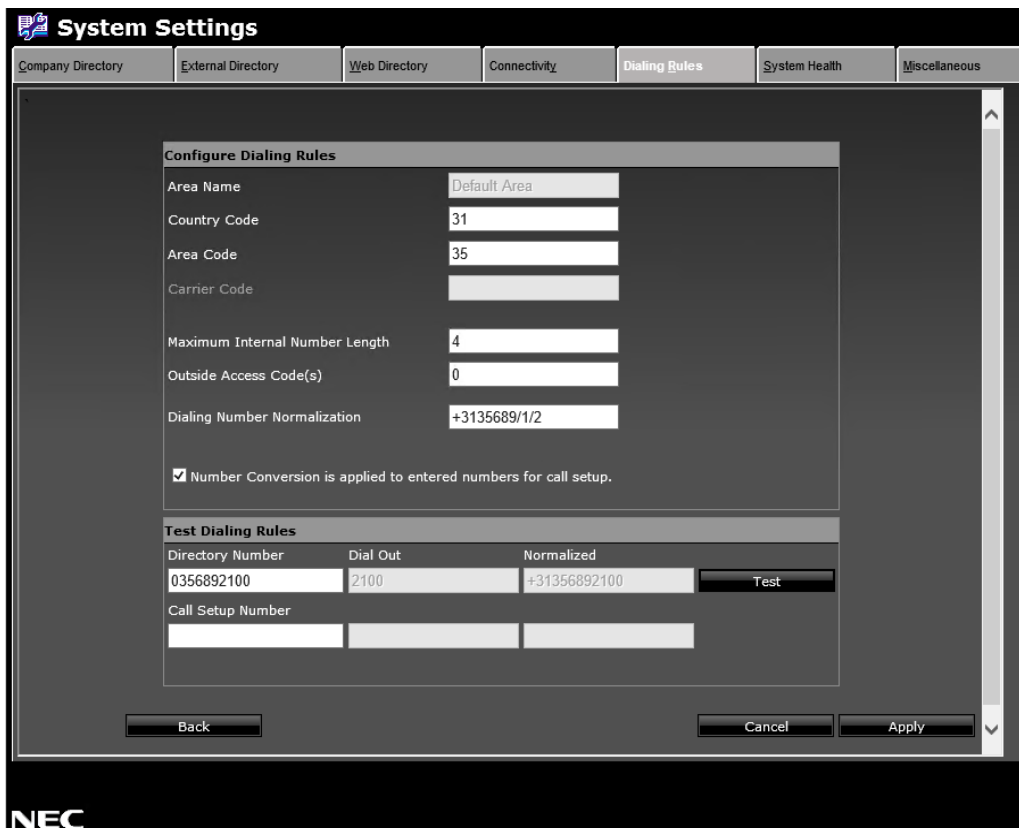 System Settings
Company Directory External Directory Web Directory Connectivity Dialing Rules System Health Miscellaneous
Configure Dialing Rules
Area Name Default Area
Country Code 31
Area Code 35
Carrier Code
Maximum Internal Number Length 4
Outside Access Code(s) 0
Dialing Number Normalization +3135689/1/2
Number Conversion is applied to entered numbers for call setup.
Test Dialing Rules
Directory Number Dial Out Normalized
0356892100 2100 +31356892100 Test
Call Setup Number
Back Cancel Apply
NEC